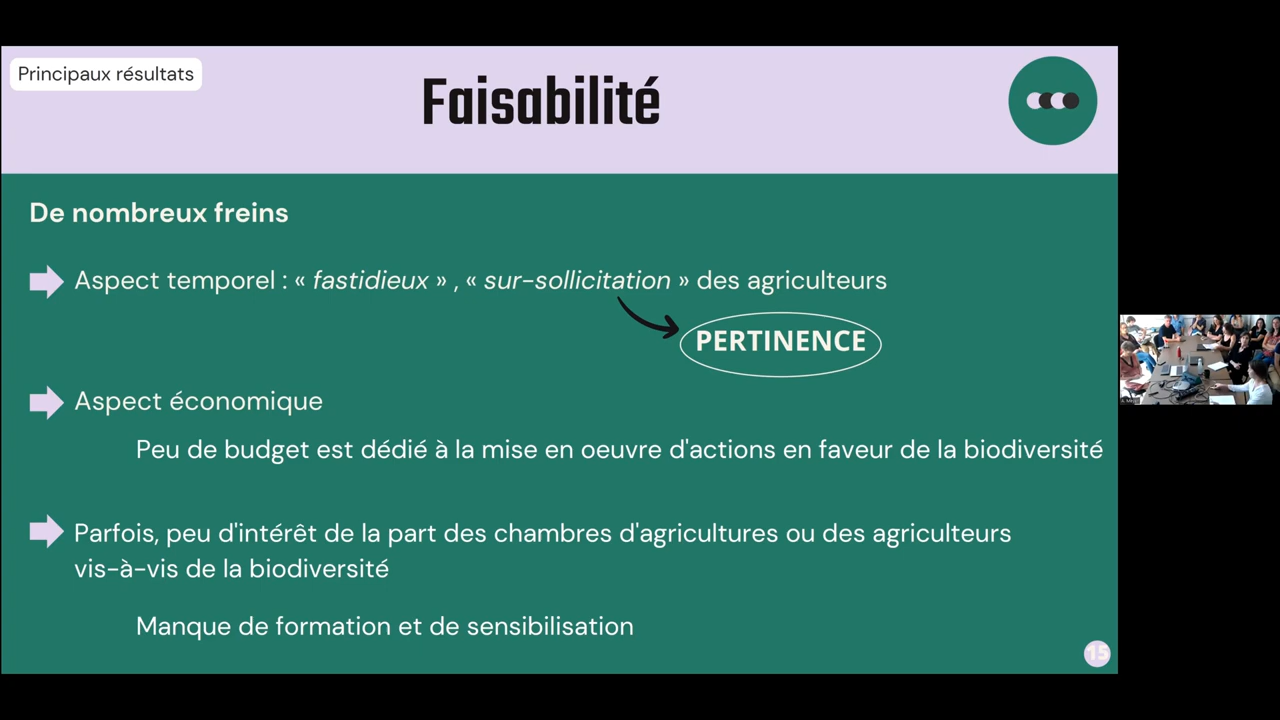 Principaux résultats
Faisabilité
De nombreux freins
Aspect temporel : « fastidieux » , « sur-sollicitation » des agriculteurs
PERTINENCE
Aspect économique
Peu de budget est dédié à la mise en oeuvre d'actions en faveur de la biodiversité
Parfois, peu d'intérêt de la part des chambres d'agricultures ou des agriculteurs
vis-à-vis de la biodiversité
Manque de formation et de sensibilisation
15